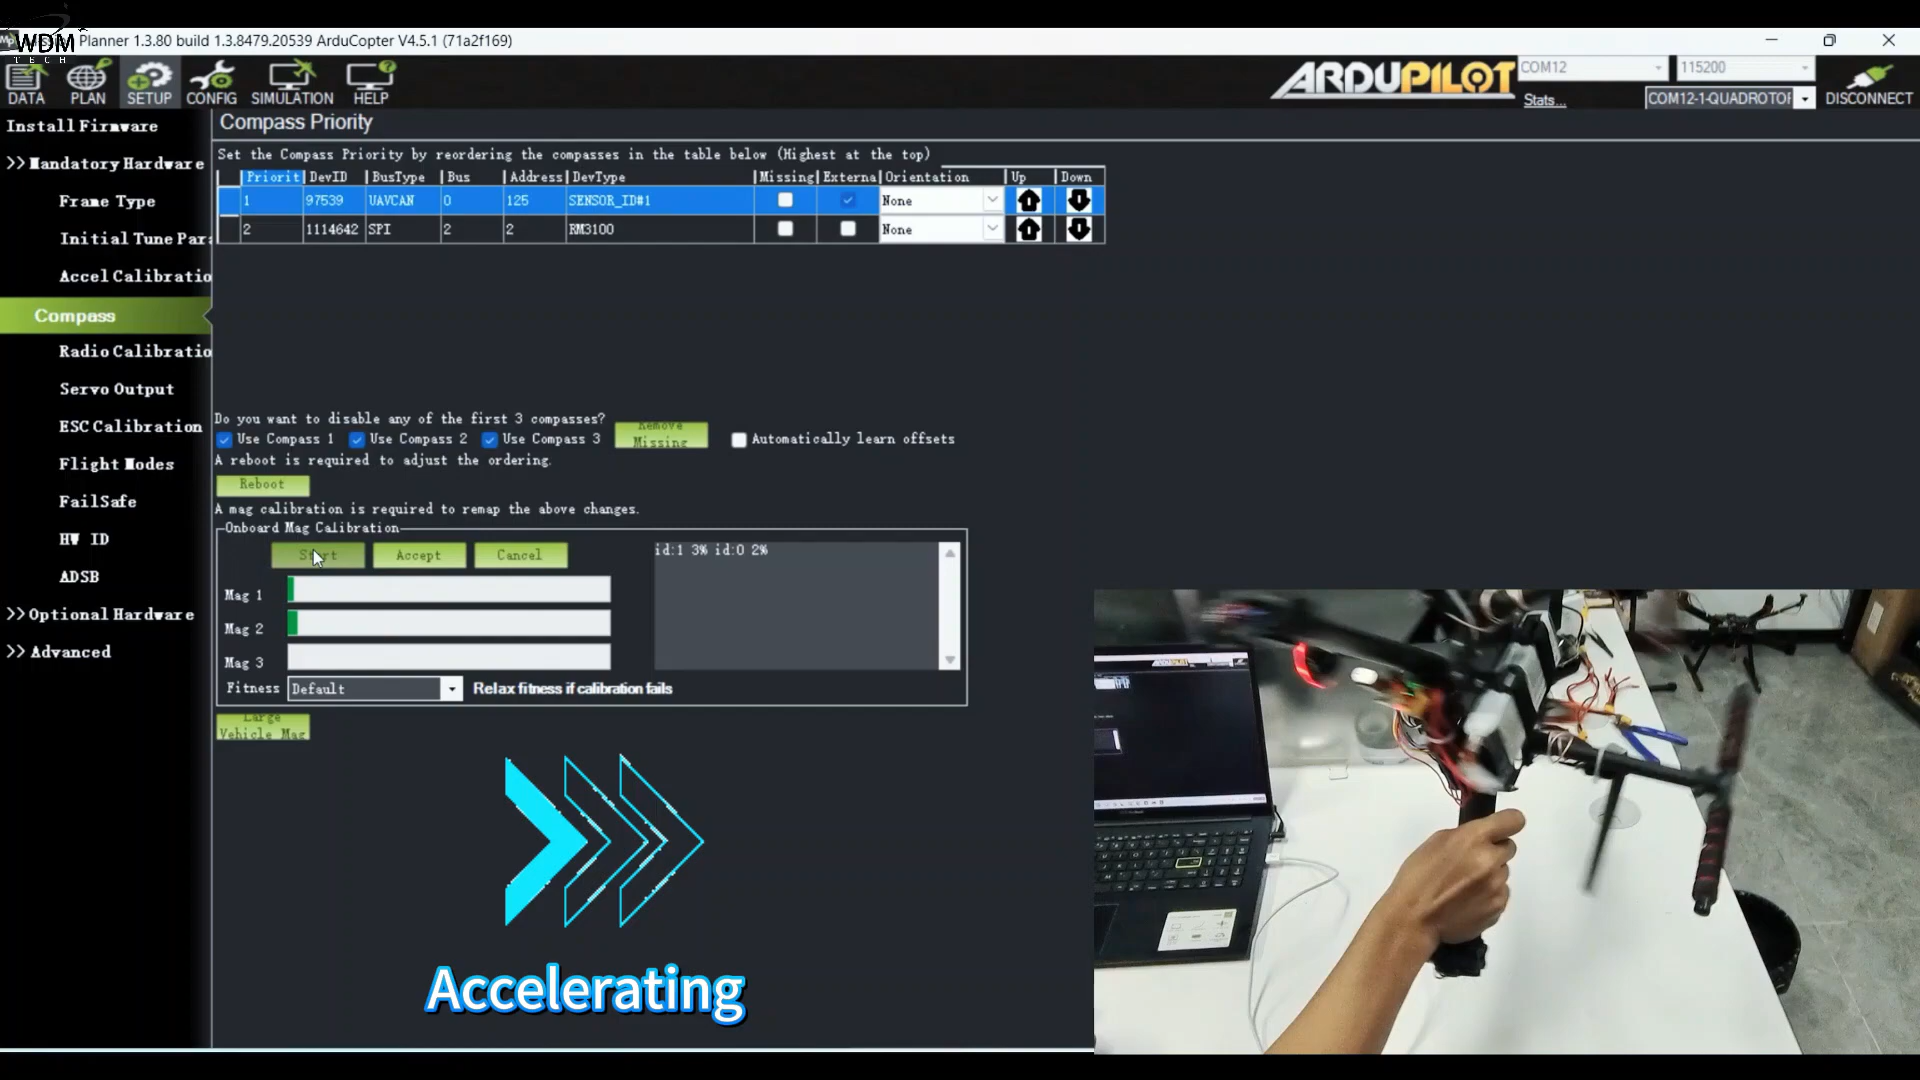 WDM
TECH
Planner 1.3.80 build 1.3.8479.20539 ArduCopter V4.5.1 (71a2f169)
DATA PLAN SETUP CONFIG SIMULATION HELP
ARDUPILOT
COM12 115200
Stats... COM12-1-QUADROTOR DISCONNECT
Install Firmware
>> Mandatory Hardware
Frame Type
Initial Tune Par
Accel Calibratio
Compass
Radio Calibratio
Servo Output
ESC Calibration
Flight Modes
FailSafe
HW ID
ADSB
>> Optional Hardware
>> Advanced
Compass Priority
Set the Compass Priority by reordering the compasses in the table below (Highest at the top)
Priorit DevID BusType Bus Address DevType Missing Externa Orientation Up Down
1 97539 UAVCAN 0 125 SENSOR_ID#1 None
2 1114642 SPI 2 2 RM3100 None
Do you want to disable any of the first 3 compasses?
Use Compass 1 Use Compass 2 Use Compass 3 Remove Missing Automatically learn offsets
A reboot is required to adjust the ordering.
Reboot
A mag calibration is required to remap the above changes.
Onboard Mag Calibration
Start Accept Cancel
id:1 3% id:0 2%
Mag 1
Mag 2
Mag 3
Fitness Default Relax fitness if calibration fails
Large
Vehicle Mag
Accelerating